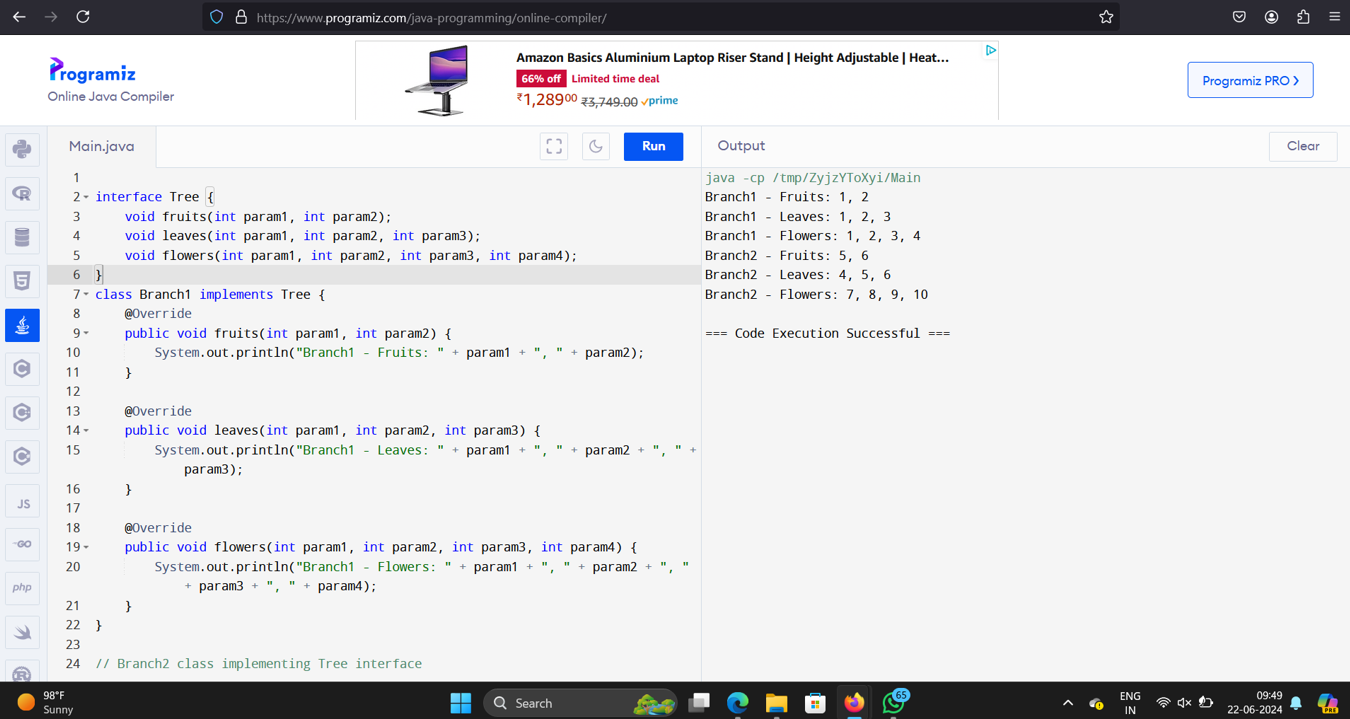 https://www.programiz.com/java-programming/online-compiler/
Programiz
Online Java Compiler
Amazon Basics Aluminium Laptop Riser Stand | Height Adjustable | Heat...
66% off Limited time deal
₹1,28900 ₹3,749.00 prime
Programiz PRO
Main.java
Run
Output
Clear
1
2 interface Tree {
3 void fruits(int param1, int param2);
4 void leaves(int param1, int param2, int param3);
5 void flowers(int param1, int param2, int param3, int param4);
6 }
7 class Branch1 implements Tree {
8 @Override
9 public void fruits(int param1, int param2) {
10 System.out.println("Branch1 - Fruits: " + param1 + ", " + param2);
11 }
12
13 @Override
14 public void leaves(int param1, int param2, int param3) {
15 System.out.println("Branch1 - Leaves: " + param1 + ", " + param2 + ", " +
param3);
16 }
17
18 @Override
19 public void flowers(int param1, int param2, int param3, int param4) {
20 System.out.println("Branch1 - Flowers: " + param1 + ", " + param2 + ", "
+ param3 + ", " + param4);
21 }
22 }
23
24 // Branch2 class implementing Tree interface
java -cp /tmp/ZyjzYToXyi/Main
Branch1 - Fruits: 1, 2
Branch1 - Leaves: 1, 2, 3
Branch1 - Flowers: 1, 2, 3, 4
Branch2 - Fruits: 5, 6
Branch2 - Leaves: 4, 5, 6
Branch2 - Flowers: 7, 8, 9, 10
=== Code Execution Successful ===
JS
GO
php
98°F
Sunny
Search
65
ENG
IN
09:49
22-06-2024
PRE